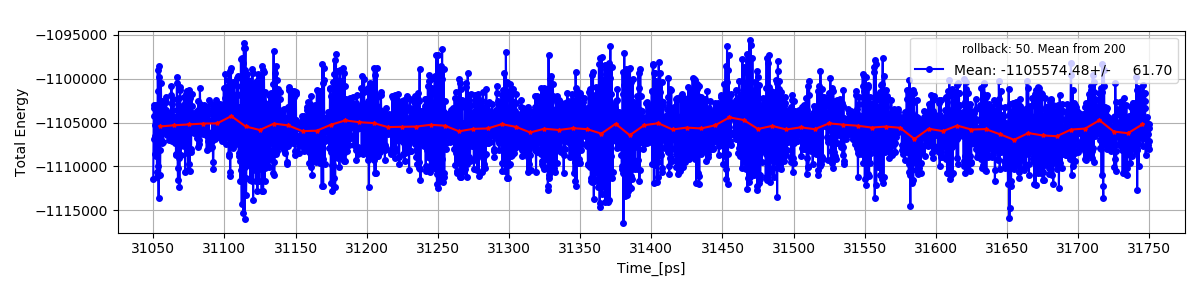 −1095000
−1100000
−1105000
−1110000
−1115000
Total Energy
rollback: 50. Mean from 200
Mean: -1105574.48+/- 61.70
31050 31100 31150 31200 31250 31300 31350 31400 31450 31500 31550 31600 31650 31700 31750
Time_[ps]